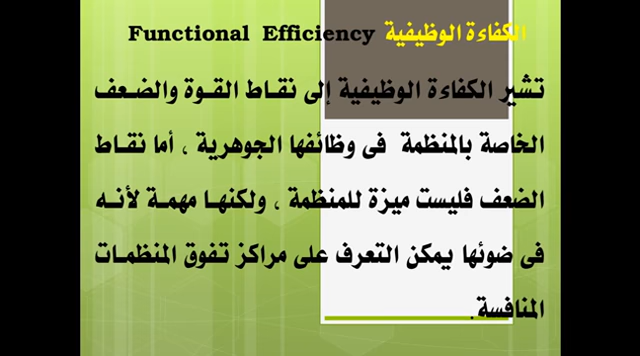 الكفاءة الوظيفية Functional Efficiency
تشير الكفاءة الوظيفية إلى نقاط القوة والضعف
الخاصة بالمنظمة فى وظائفها الجوهرية ، أما نقاط
الضعف فليست ميزة للمنظمة ، ولكنها مهمة لأنه
فى ضوئها يمكن التعرف على مراكز تفوق المنظمات
المنافسة.